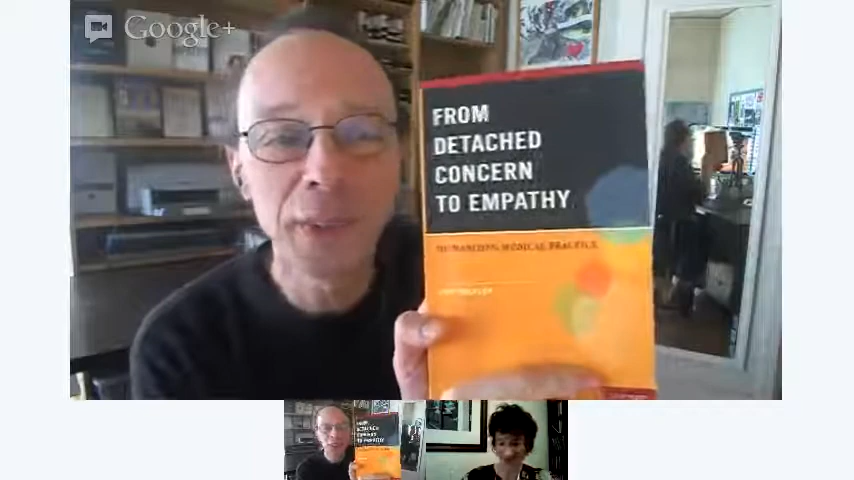 Google+
FROM
DETACHED
CONCERN
TO EMPATHY
HUMANIZING MEDICAL PRACTICE